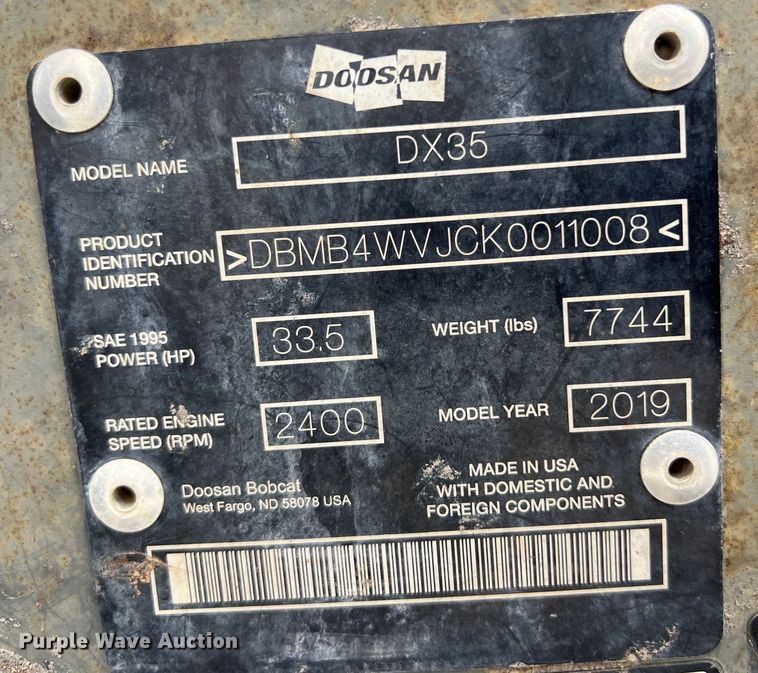 DOOSAN
MODEL NAME DX35
PRODUCT
IDENTIFICATION
NUMBER
>DBMB4WVJCK0011008<
SAE 1995
POWER (HP)
33.5
WEIGHT (lbs) 7744
RATED ENGINE
SPEED (RPM)
2400
MODEL YEAR 2019
Doosan Bobcat
West Fargo, ND 58078 USA
MADE IN USA
WITH DOMESTIC AND
FOREIGN COMPONENTS
Purple Wave Auction